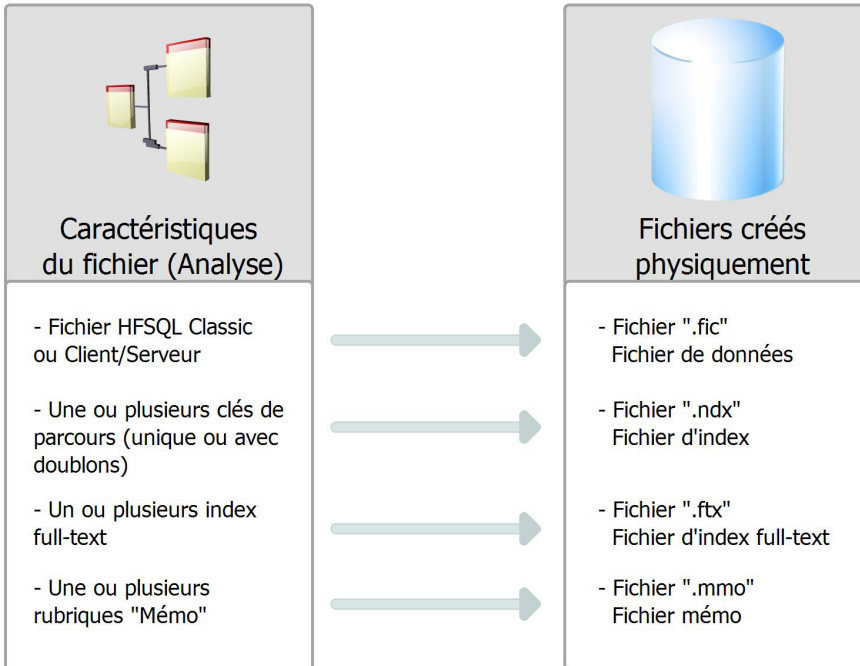 Caractéristiques
du fichier (Analyse)
Fichiers créés
physiquement
- Fichier HFSQL Classic
ou Client/Serveur
- Fichier ".fic"
Fichier de données
- Une ou plusieurs clés de
parcours (unique ou avec
doublons)
- Fichier ".ndx"
Fichier d'index
- Un ou plusieurs index
full-text
- Fichier ".ftx"
Fichier d'index full-text
- Une ou plusieurs
rubriques "Mémo"
- Fichier ".mmo"
Fichier mémo